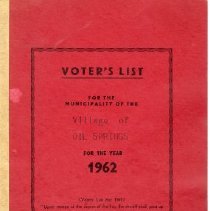 VOTER'S LIST
FOR THE
MUNICIPALITY OF THE
Village of
OIL SPRINGS
FOR THE YEAR
1962